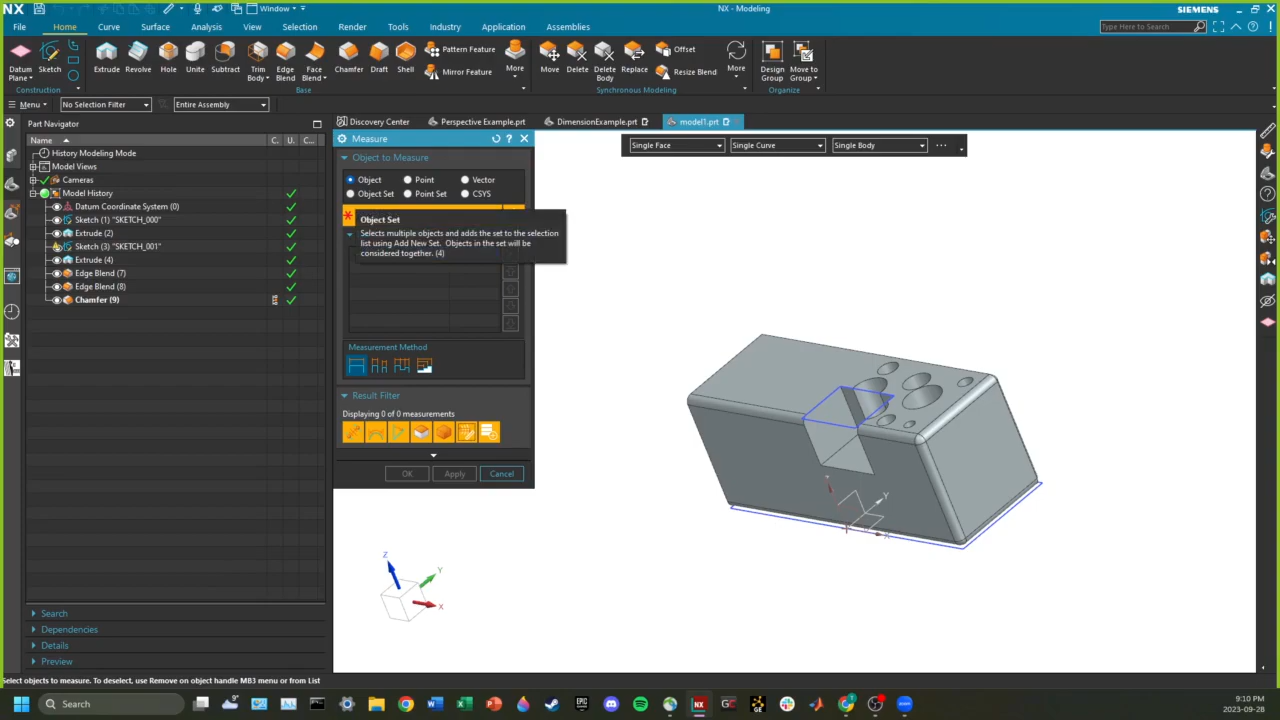 NX
Window
NX - Modeling
SIEMENS
File Home Curve Surface Analysis View Selection Render Tools Industry Application Assemblies
Type Here to Search
Datum Plane Sketch
Extrude Revolve Hole Unite Subtract Trim Body Edge Blend Face Blend Chamfer Draft Shell
Pattern Feature
Mirror Feature
More
Move Delete Delete Body Replace
Offset
Resize Blend
More
Design Group Move to Group
Construction Base Synchronous Modeling Organize
Menu No Selection Filter Entire Assembly
Part Navigator
Discovery Center Perspective Example.prt DimensionExample.prt model1.prt
Name C. U. C...
History Modeling Mode
Model Views
Cameras
Model History
Datum Coordinate System (0)
Sketch (1) "SKETCH_000"
Extrude (2)
Sketch (3) "SKETCH_001"
Extrude (4)
Edge Blend (7)
Edge Blend (8)
Chamfer (9)
Search
Dependencies
Details
Preview
Measure
Object to Measure
Object Point Vector
Object Set Point Set CSYS
Object Set
Selects multiple objects and adds the set to the selection
list using Add New Set. Objects in the set will be
considered together. (4)
Measurement Method
Result Filter
Displaying 0 of 0 measurements
OK Apply Cancel
Single Face Single Curve Single Body
Y
X
Z
Y
X
Select objects to measure. To deselect, use Remove on object handle MB3 menu or from List
Search
9:10 PM
2023-09-28